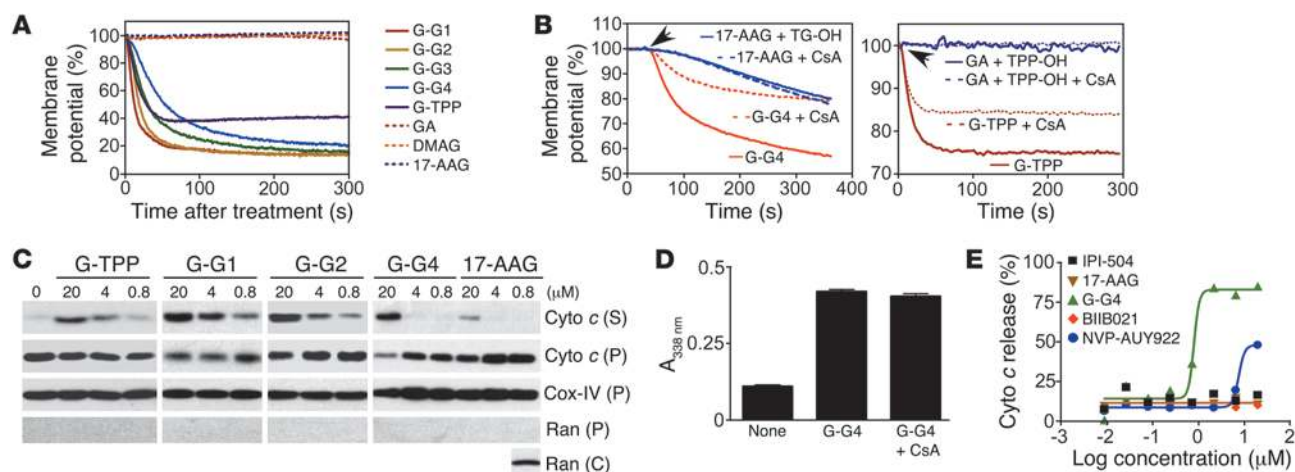 A
Membrane
potential (%)
120
100
80
60
40
20
0
0 100 200 300
Time after treatment (s)
G-G1
G-G2
G-G3
G-G4
G-TPP
GA
DMAG
17-AAG
B
Membrane
potential (%)
110
100
90
80
70
60
50
0 100 200 300 400
Time (s)
17-AAG + TG-OH
17-AAG + CsA
G-G4 + CsA
G-G4
100
90
80
75
70
0 100 200 300
Time (s)
GA + TPP-OH
GA + TPP-OH + CsA
G-TPP + CsA
G-TPP
C
G-TPP G-G1 G-G2 G-G4 17-AAG
0 20 4 0.8 20 4 0.8 20 4 0.8 20 4 0.8 20 4 0.8 (μM)
Cyto c (S)
Cyto c (P)
Cox-IV (P)
Ran (P)
Ran (C)
D
A338 nm
0.5
0.25
0
None G-G4 G-G4
+ CsA
E
Cyto c release (%)
100
75
50
25
0
-3 -2 -1 0 1 2
Log concentration (μM)
IPI-504
17-AAG
G-G4
BIIB021
NVP-AUY922